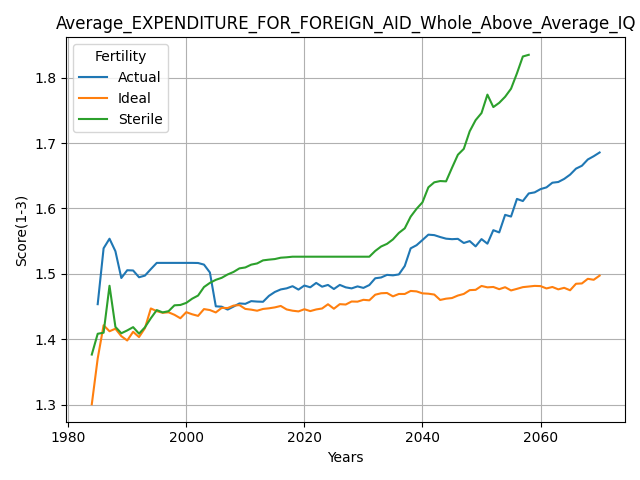 Average_EXPENDITURE_FOR_FOREIGN_AID_Whole_Above_Average_IQ
Fertility
Actual
Ideal
Sterile
Score(1-3)
1.8
1.7
1.6
1.5
1.4
1.3
1980
2000
2020
2040
2060
Years